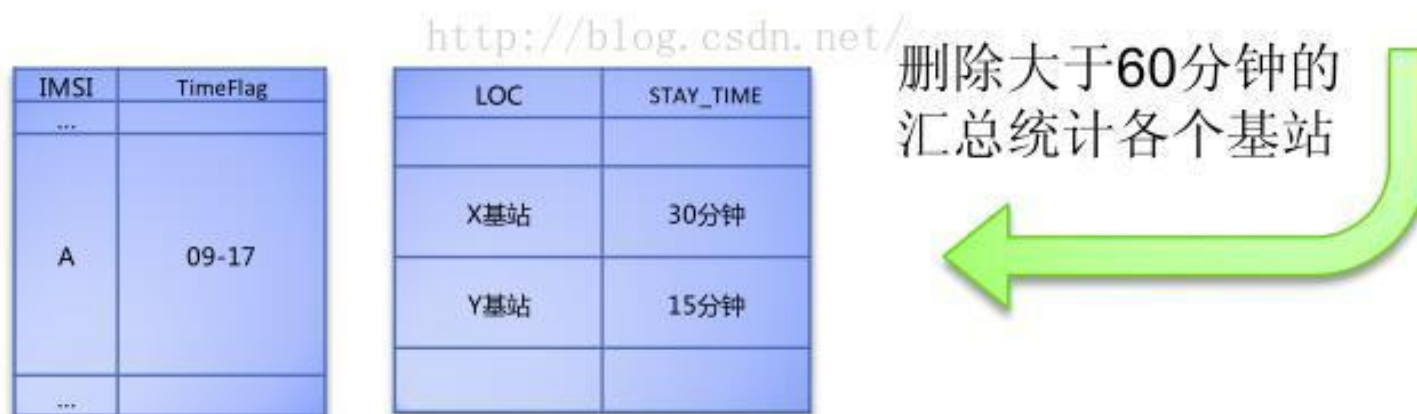 http://blog.csdn.net/
删除大于60分钟的
汇总统计各个基站
IMSI TimeFlag
...
A 09-17
...
LOC STAY_TIME
X基站 30分钟
Y基站 15分钟